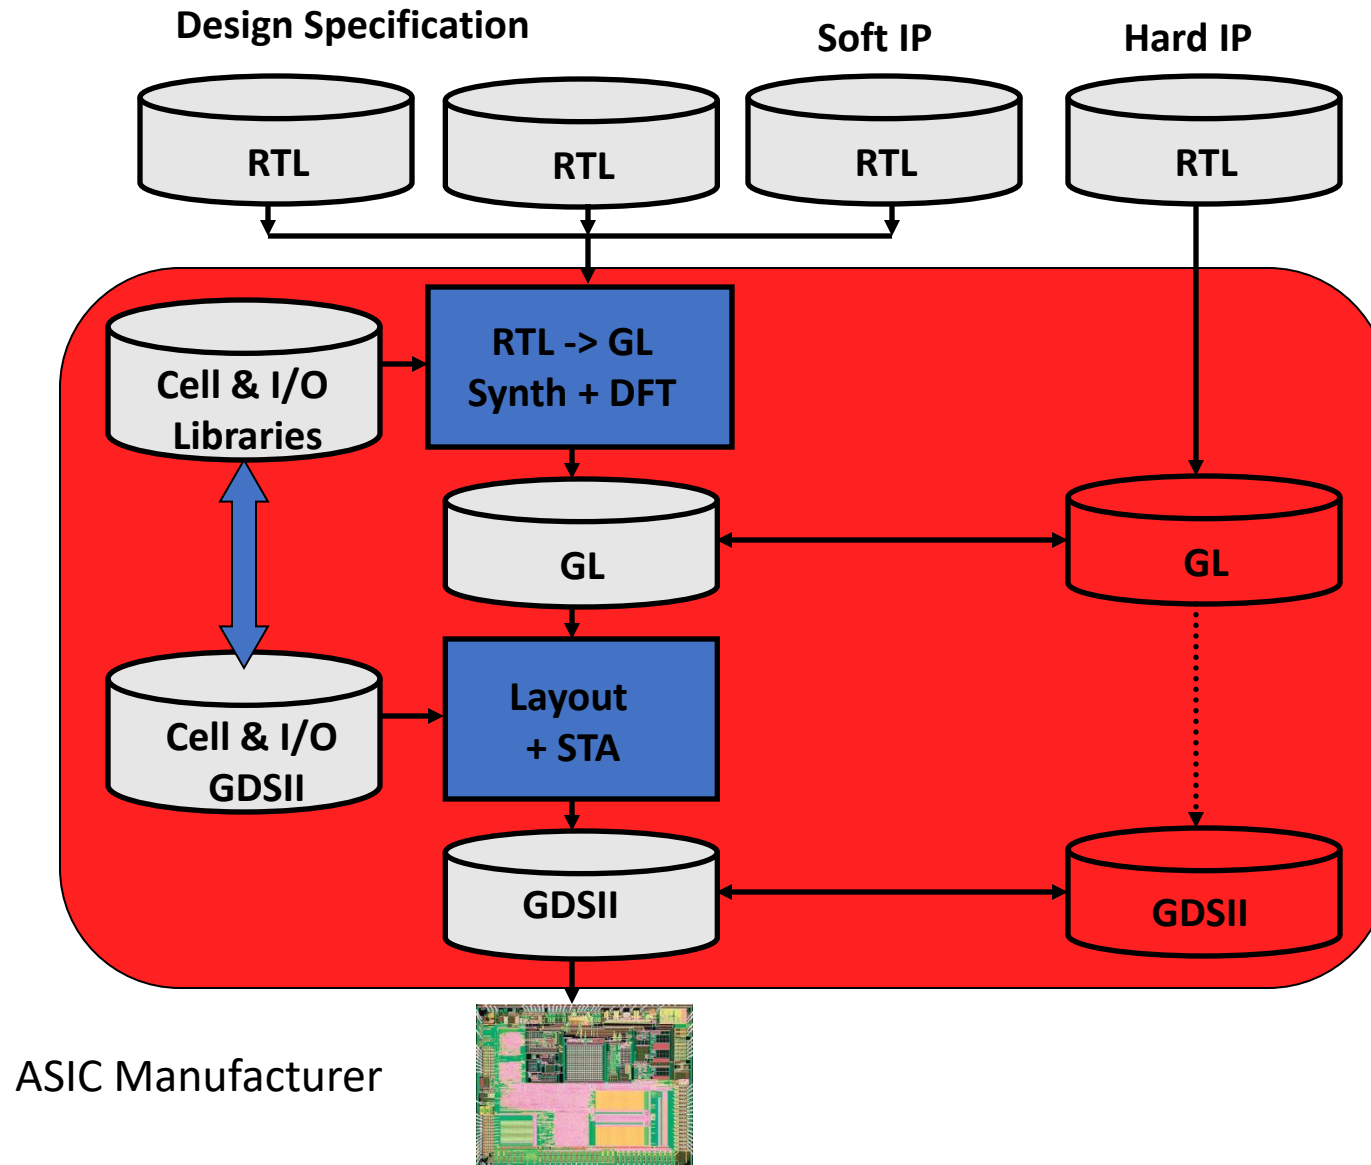 Design Specification
Soft IP
Hard IP
RTL
RTL
RTL
RTL
RTL -> GL
Synth + DFT
Cell & I/O
Libraries
GL
GL
Layout
+ STA
Cell & I/O
GDSII
GDSII
GDSII
ASIC Manufacturer